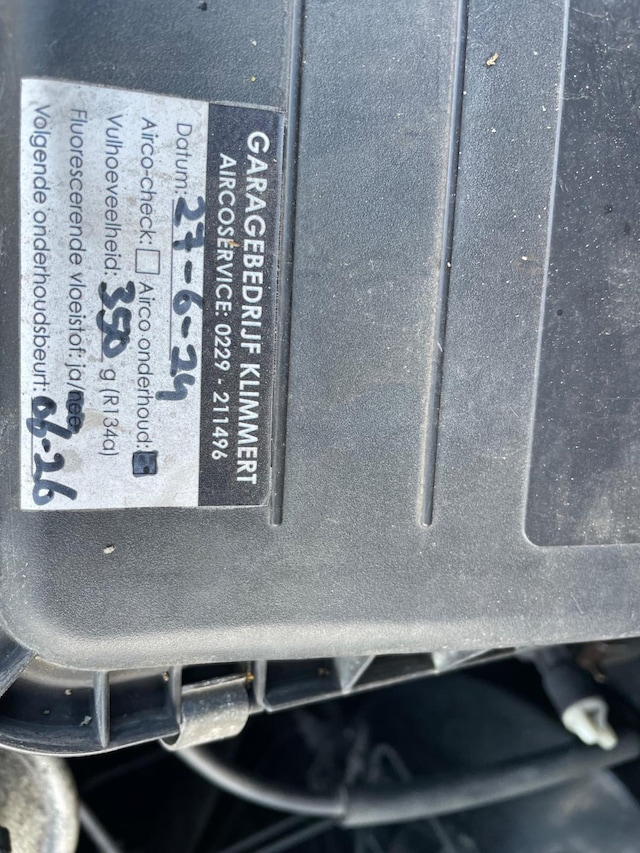 GARAGEBEDRIJF KLIMMERT
AIRCOSERVICE: 0229 - 211496
Datum: 27-6-24
Airco-check: Airco onderhoud:
Vulhoeveelheid: 350 g (R134a)
Fluorescerende vloeistof: ja/nee
Volgende onderhoudsbeurt: 06-26